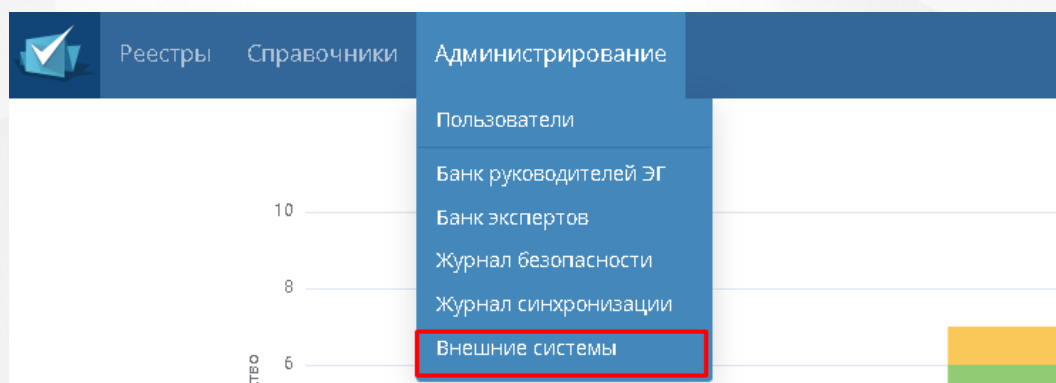 Реестры Справочники Администрирование
Пользователи
Банк руководителей ЭГ
10
Банк экспертов
Журнал безопасности
8
Журнал синхронизации
Внешние системы
6